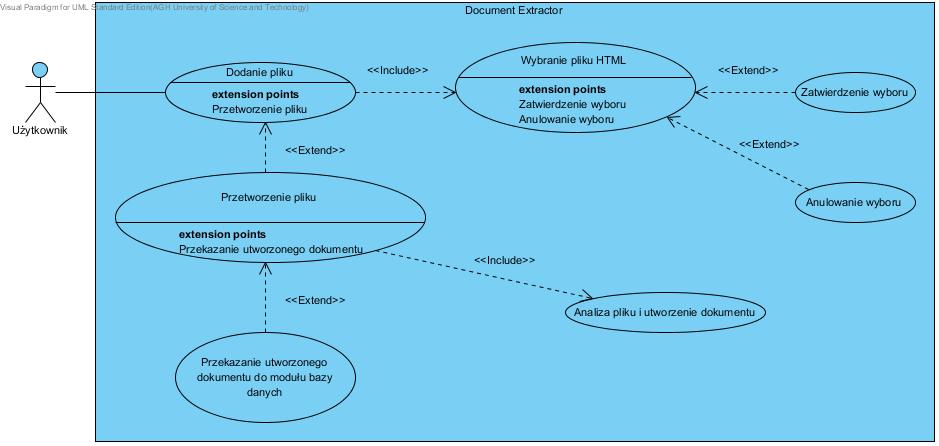 Visual Paradigm for UML Standard Edition(AGH University of Science and Technology)
Document Extractor
Użytkownik
Dodanie pliku
extension points
Przetworzenie pliku
<<Include>>
Wybranie pliku HTML
extension points
Zatwierdzenie wyboru
Anulowanie wyboru
<<Extend>>
Zatwierdzenie wyboru
<<Extend>>
Anulowanie wyboru
<<Extend>>
Przetworzenie pliku
extension points
Przekazanie utworzonego dokumentu
<<Include>>
Analiza pliku i utworzenie dokumentu
<<Extend>>
Przekazanie utworzonego
dokumentu do modułu bazy
danych